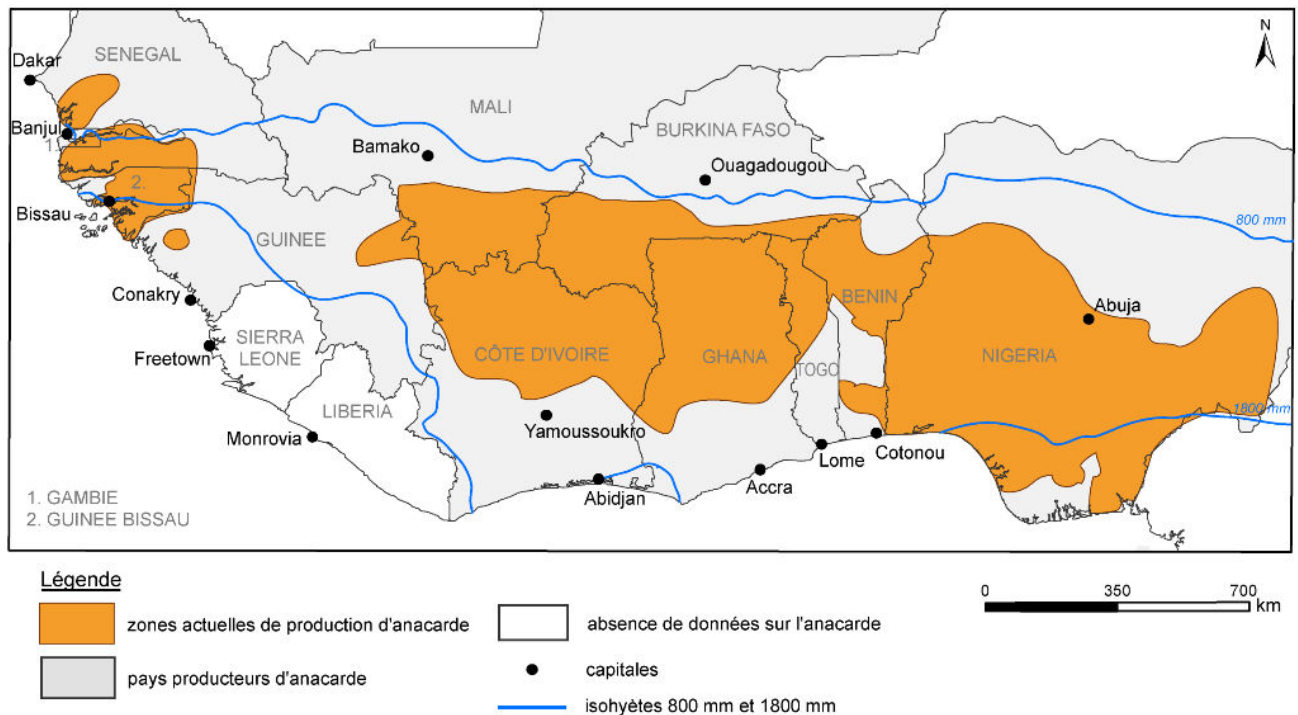 N
SENEGAL
Dakar
MALI
Banjul
1.
BURKINA FASO
Bamako
Ouagadougou
2.
Bissau
800 mm
GUINEE
Conakry
BENIN
Abuja
SIERRA
LEONE
Freetown
CÔTE D'IVOIRE
GHANA
NIGERIA
TOGO
LIBERIA
1800 mm
Yamoussoukro
Monrovia
Lome
Cotonou
Accra
Abidjan
1. GAMBIE
2. GUINEE BISSAU
Légende
zones actuelles de production d'anacarde
pays producteurs d'anacarde
absence de données sur l'anacarde
capitales
isohyètes 800 mm et 1800 mm
0 350 700
km